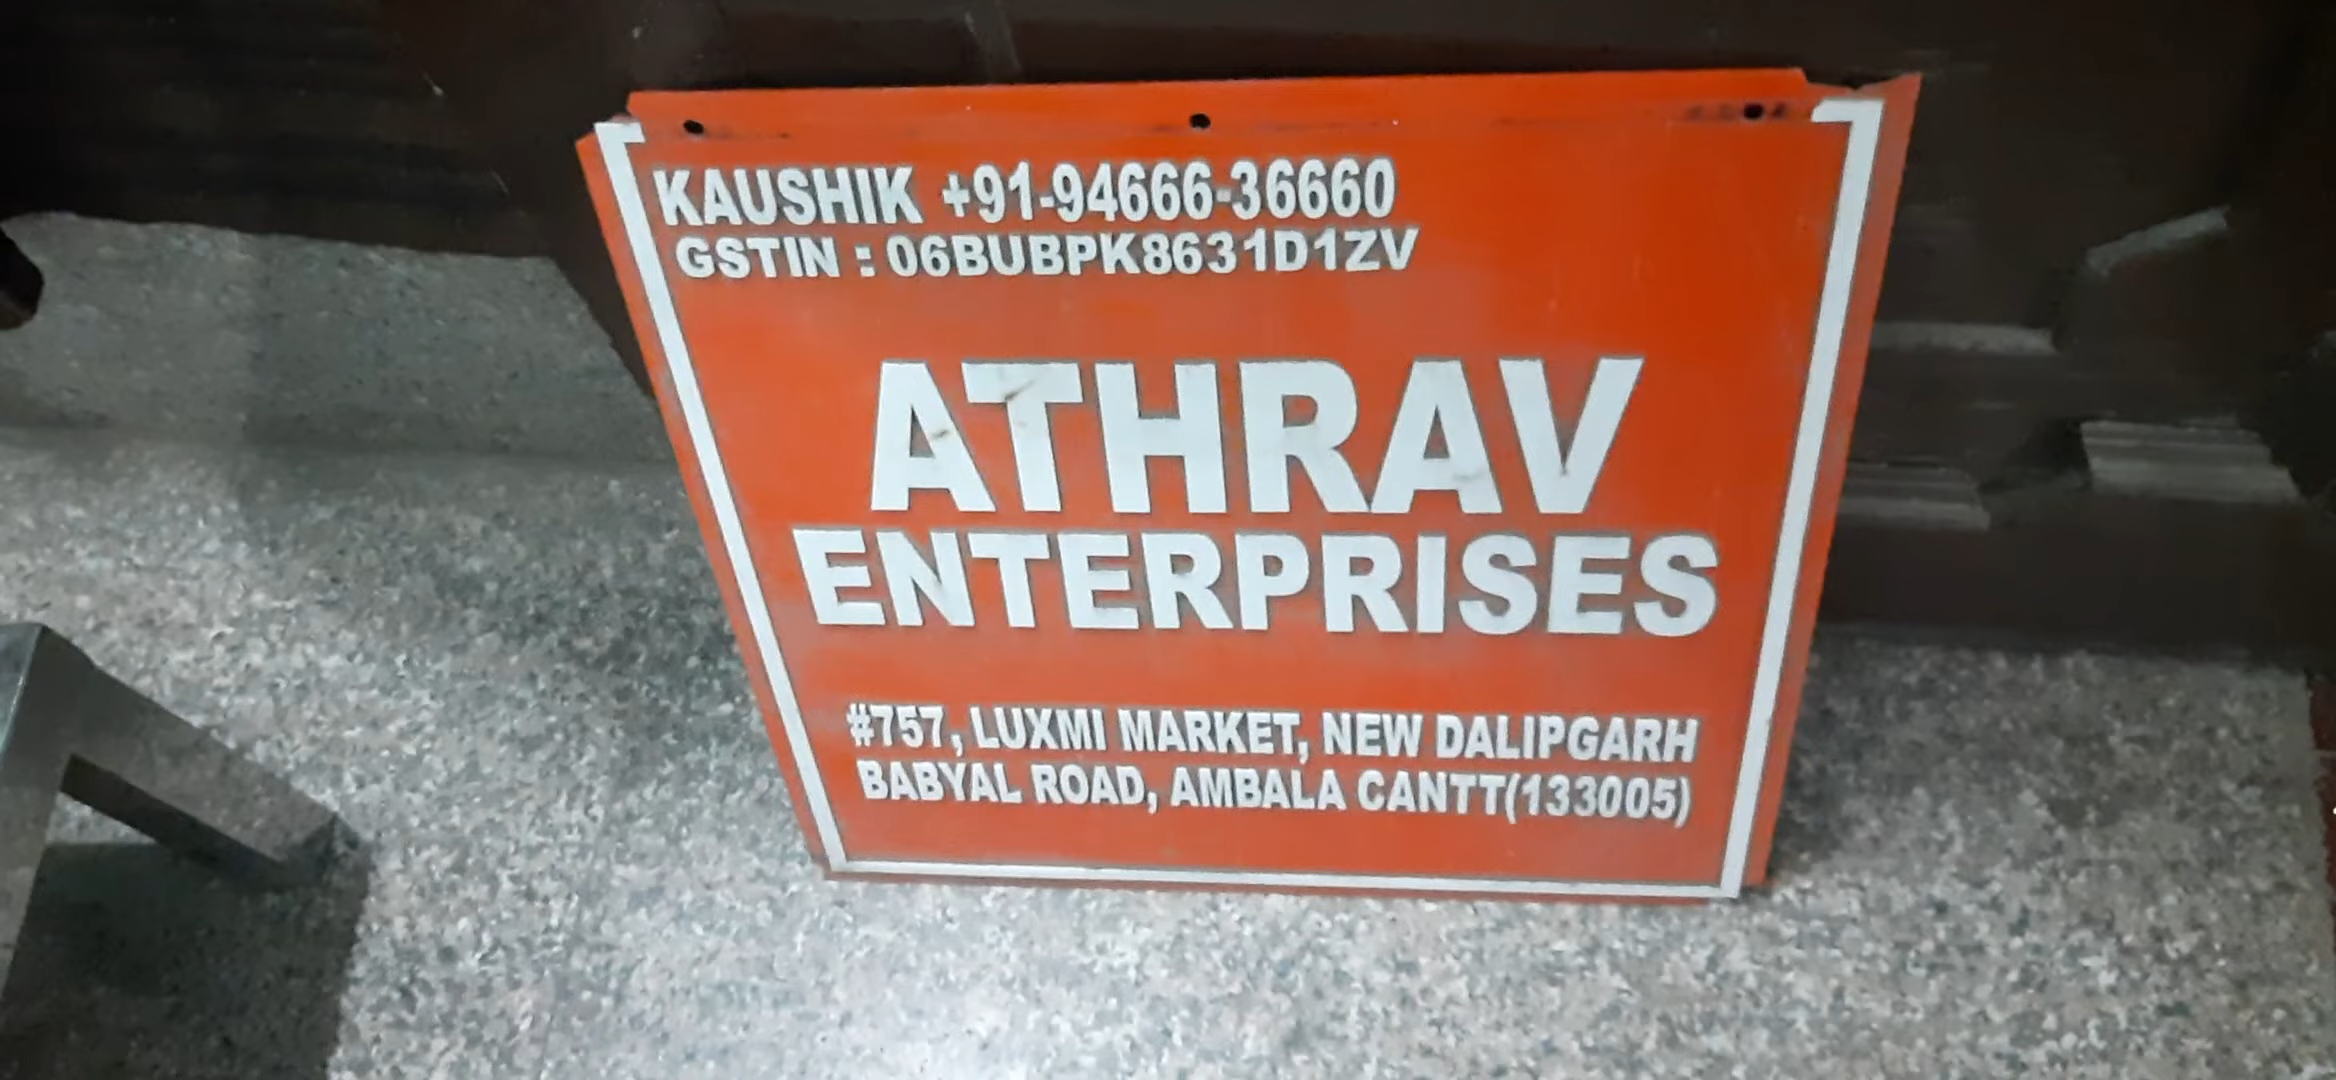 KAUSHIK +91-94666-36660
GSTIN : 06BUBPK8631D1ZV
ATHRAV
ENTERPRISES
#757, LUXMI MARKET, NEW DALIPGARH
BABYAL ROAD, AMBALA CANTT(133005)